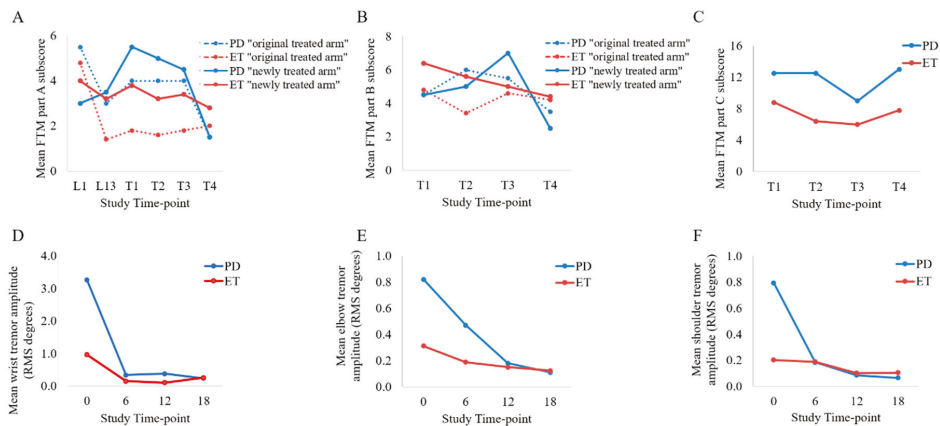 A
Mean FTM part A subscore
6
4
2
0
L1 L13 T1 T2 T3 T4
Study Time-point
PD "original treated arm"
ET "original treated arm"
PD "newly treated arm"
ET "newly treated arm"
B
Mean FTM part B subscore
8
6
4
2
0
T1 T2 T3 T4
Study Time-point
PD "original treated arm"
ET "original treated arm"
PD "newly treated arm"
ET "newly treated arm"
C
Mean FTM part C subscore
16
12
8
4
0
T1 T2 T3 T4
Study Time-point
PD
ET
D
Mean wrist tremor amplitude
(RMS degrees)
4.0
3.0
2.0
1.0
0.0
0 6 12 18
Study Time-point
PD
ET
E
Mean elbow tremor
amplitude (RMS degrees)
1.0
0.8
0.6
0.4
0.2
0.0
0 6 12 18
Study Time-point
PD
ET
F
Mean shoulder tremor
amplitude (RMS degrees)
1.0
0.8
0.6
0.4
0.2
0.0
0 6 12 18
Study Time-point
PD
ET